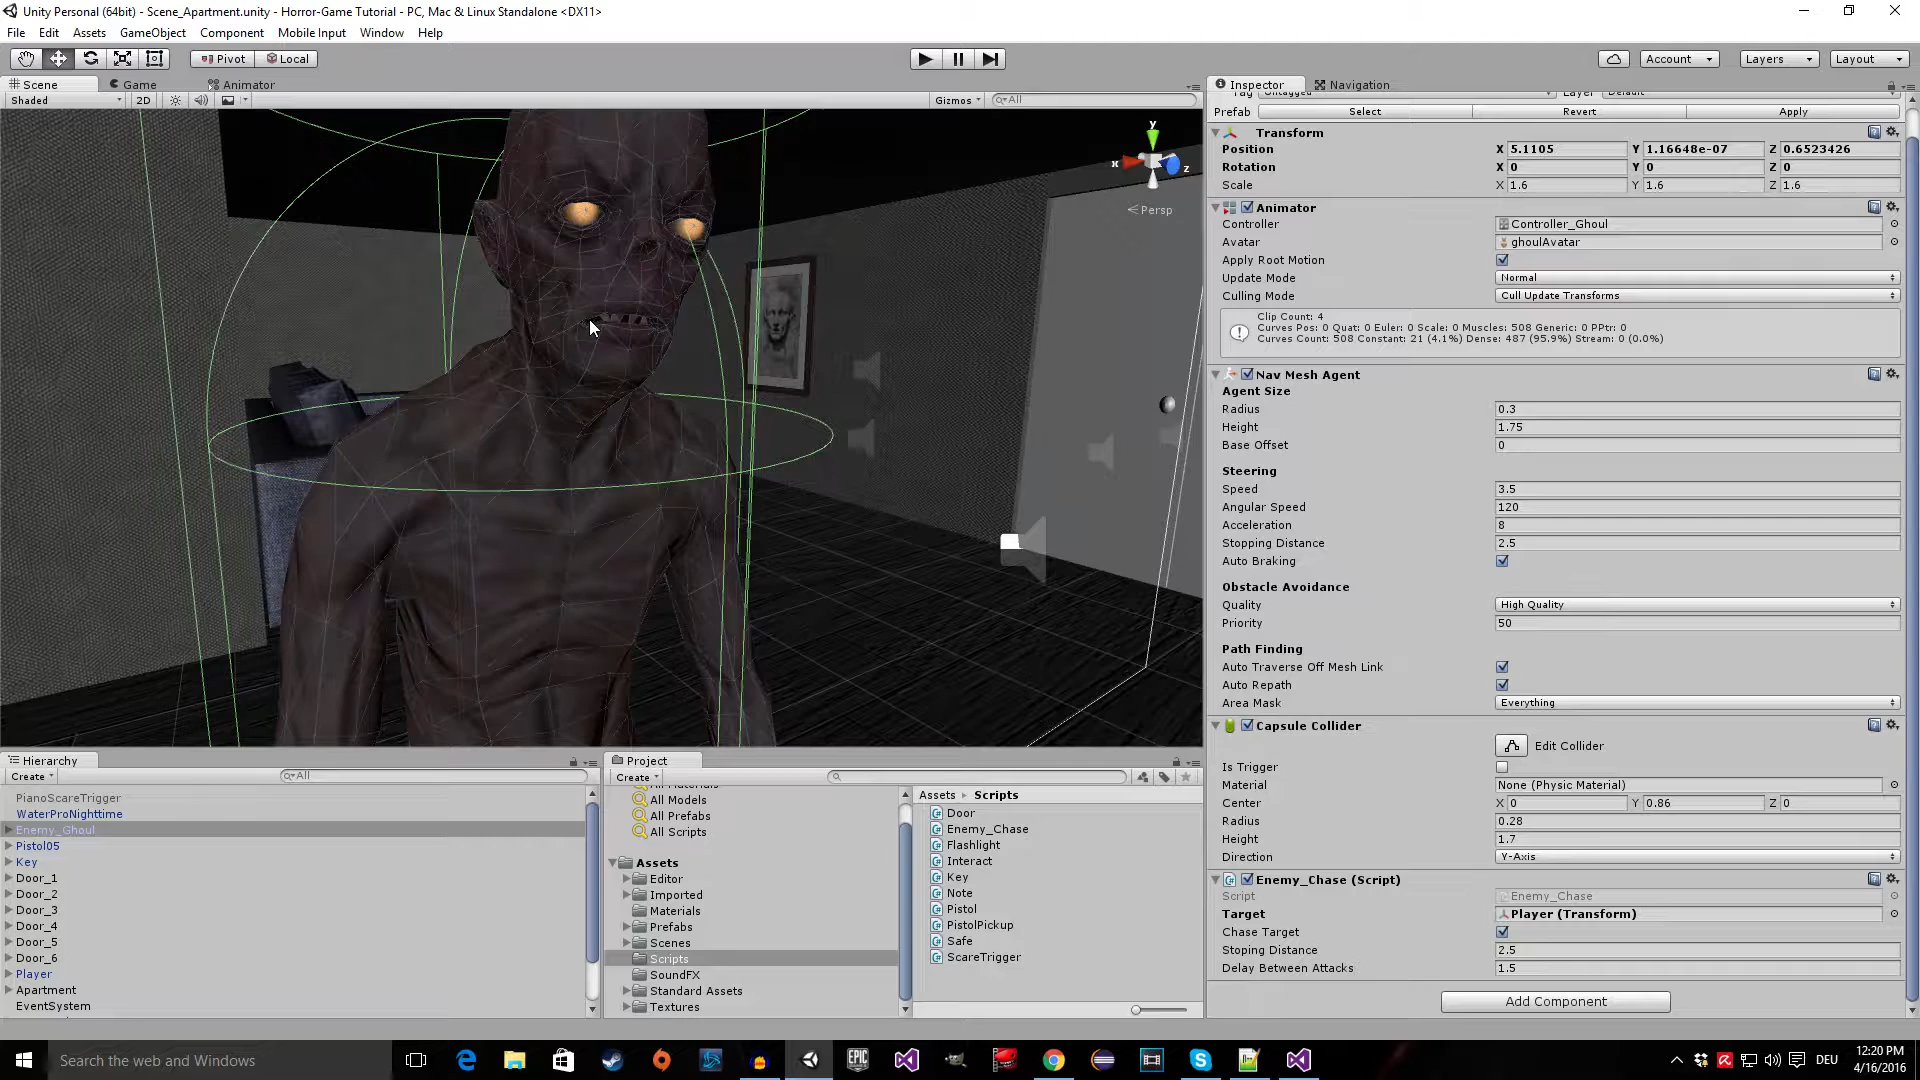 Unity Personal (64bit) - Scene_Apartment.unity - Horror-Game Tutorial - PC, Mac & Linux Standalone <DX11>
File Edit Assets GameObject Component Mobile Input Window Help
Pivot Local Account Layers Layout
Scene Game Animator
Shaded 2D Gizmos All
y
x
z
Persp
Inspector Navigation
Tag Untagged Layer Default
Prefab Select Revert Apply
Transform
Position X 5.1105 Y 1.16648e-07 Z 0.6523426
Rotation X 0 Y 0 Z 0
Scale X 1.6 Y 1.6 Z 1.6
Animator
Controller Controller_Ghoul
Avatar ghoulAvatar
Apply Root Motion
Update Mode Normal
Culling Mode Cull Update Transforms
Clip Count: 4
Curves Pos: 0 Quat: 0 Euler: 0 Scale: 0 Muscles: 508 Generic: 0 PPtr: 0
Curves Count: 508 Constant: 21 (4.1%) Dense: 487 (95.9%) Stream: 0 (0.0%)
Nav Mesh Agent
Agent Size
Radius 0.3
Height 1.75
Base Offset 0
Steering
Speed 3.5
Angular Speed 120
Acceleration 8
Stopping Distance 2.5
Auto Braking
Obstacle Avoidance
Quality High Quality
Priority 50
Path Finding
Auto Traverse Off Mesh Link
Auto Repath
Area Mask Everything
Capsule Collider
Edit Collider
Is Trigger
Material None (Physic Material)
Center X 0 Y 0.86 Z 0
Radius 0.28
Height 1.7
Direction Y-Axis
Enemy_Chase (Script)
Script Enemy_Chase
Target Player (Transform)
Chase Target
Stoping Distance 2.5
Delay Between Attacks 1.5
Add Component
Hierarchy
Create All
PianoScareTrigger
WaterProNighttime
Enemy_Ghoul
Pistol05
Key
Door_1
Door_2
Door_3
Door_4
Door_5
Door_6
Player
Apartment
EventSystem
Project
Create
All Materials
All Models
All Prefabs
All Scripts
Assets
Editor
Imported
Materials
Prefabs
Scenes
Scripts
SoundFX
Standard Assets
Textures
Assets Scripts
Door
Enemy_Chase
Flashlight
Interact
Key
Note
Pistol
PistolPickup
Safe
ScareTrigger
Search the web and Windows
EPIC
DEU
12:20 PM
4/16/2016